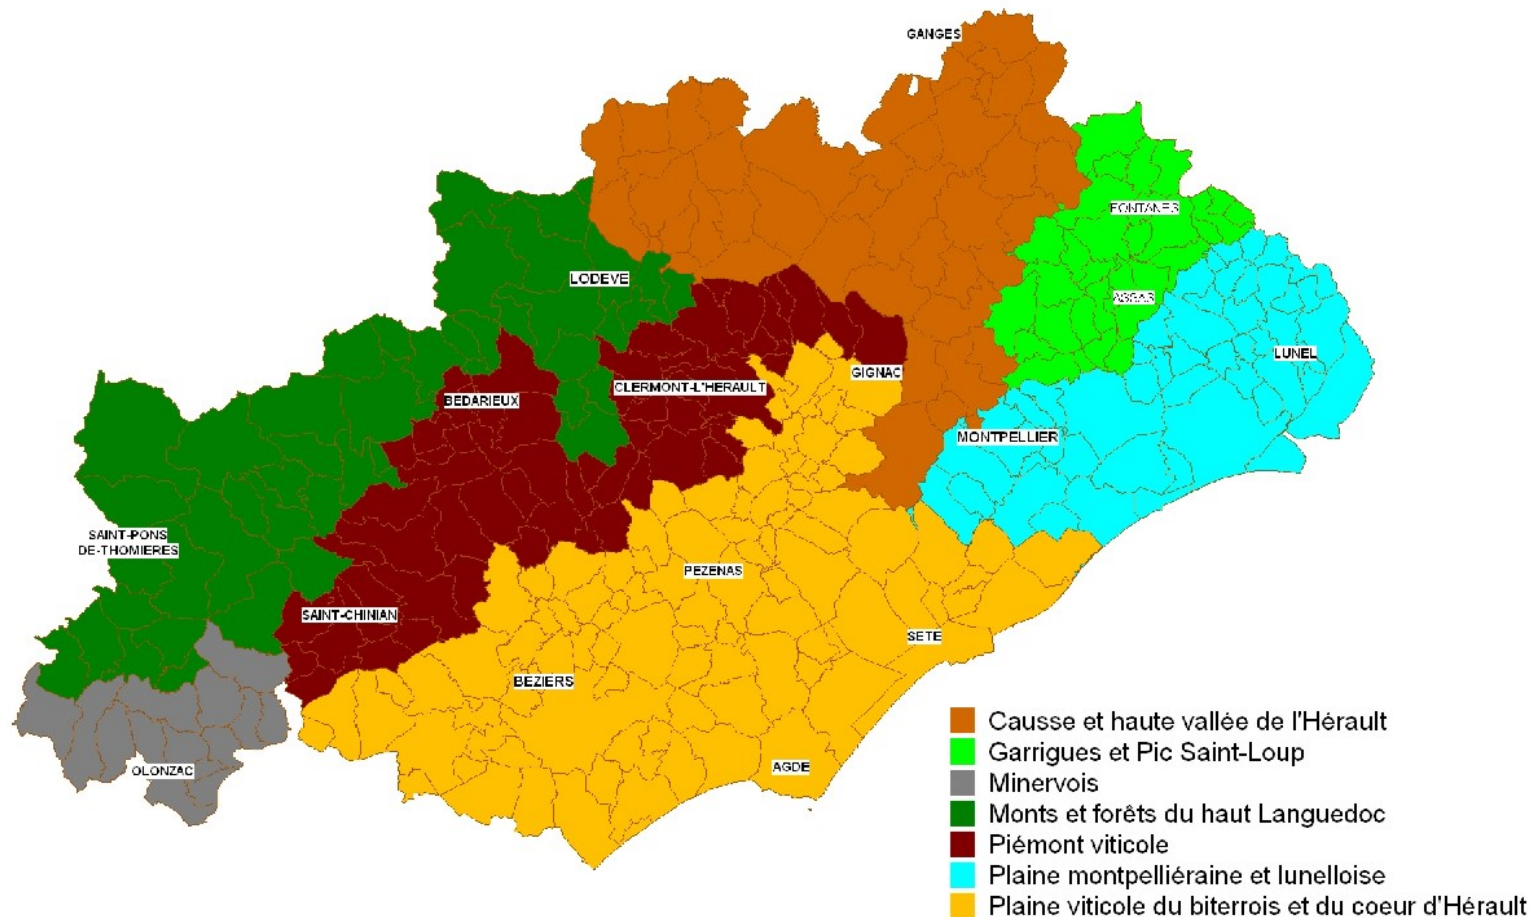 GANGES
FONTANES
LODEVE
ASSAS
LUNEL
GIGNAC
CLERMONT-L'HERAULT
BEDARIEUX
MONTPELLIER
SAINT-PONS
DE-THOMIERES
PEZENAS
SAINT-CHINIAN
SETE
BEZIERS
AGDE
OLONZAC
Causse et haute vallée de l'Hérault
Garrigues et Pic Saint-Loup
Minervois
Monts et forêts du haut Languedoc
Piémont viticole
Plaine montpelliéraine et lunelloise
Plaine viticole du biterrois et du coeur d'Hérault